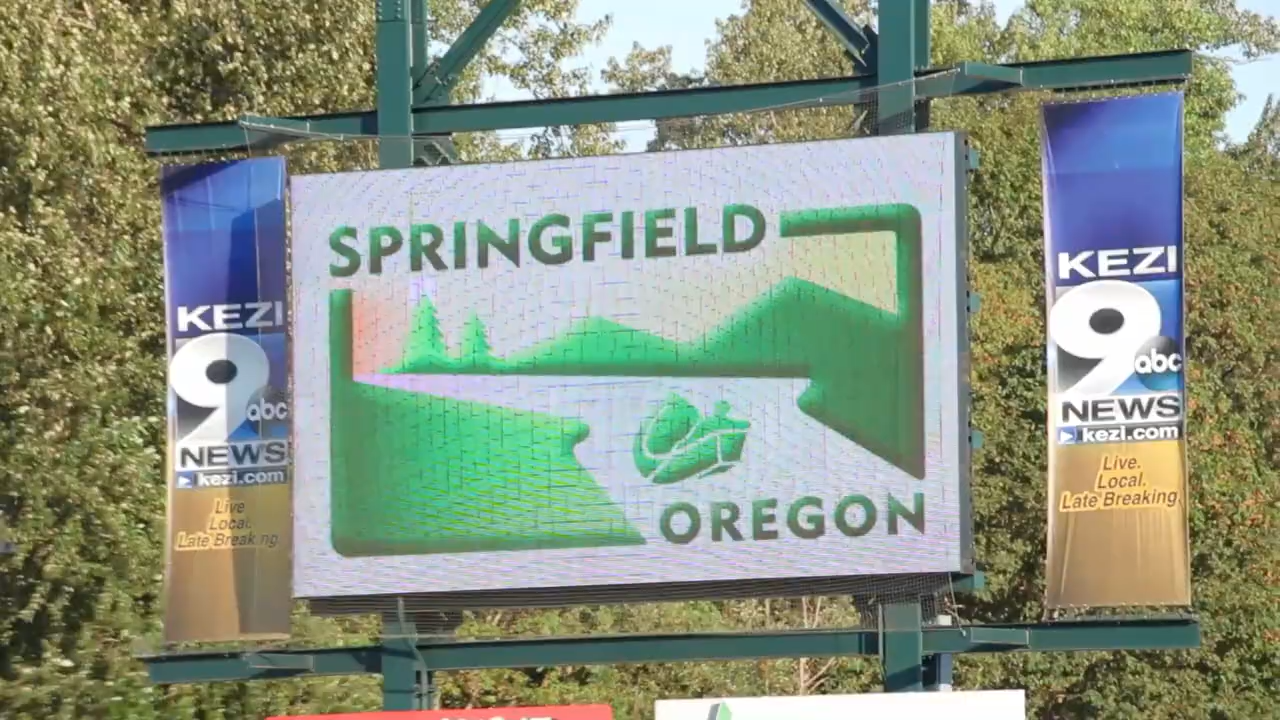 SPRINGFIELD
OREGON
KEZI
9
abc
NEWS
kezi.com
Live.
Local.
Late Breaking.
KEZI
9
abc
NEWS
kezi.com
Live.
Local.
Late Breaking.